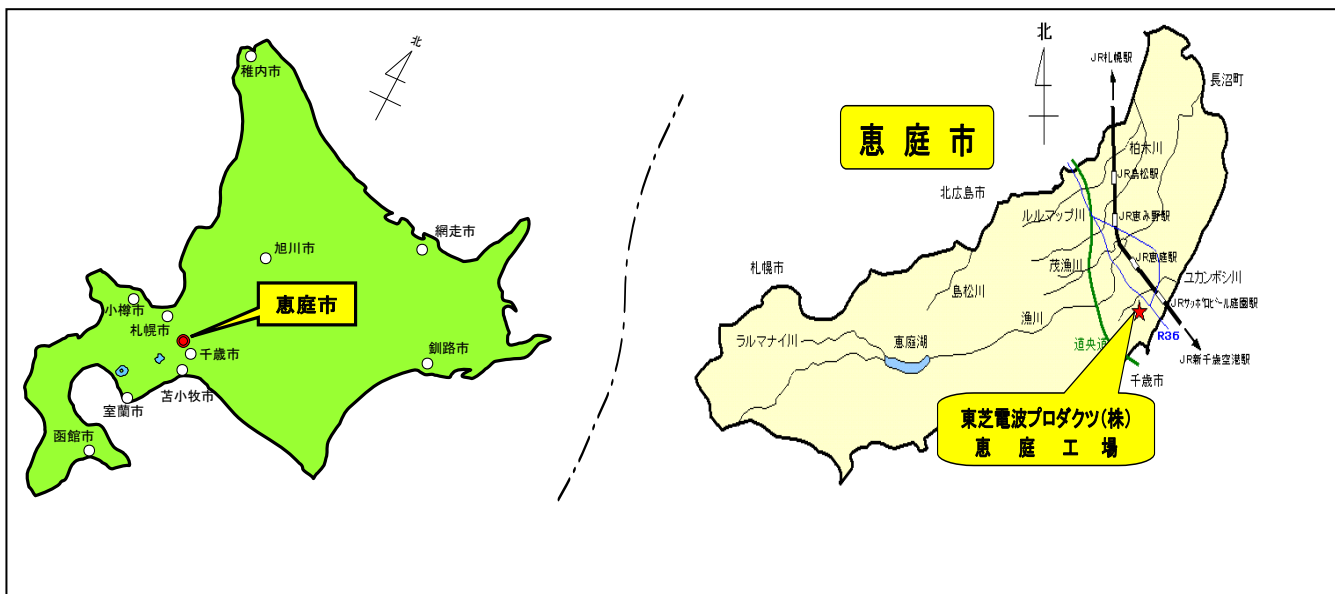 北
稚内市
網走市
旭川市
恵庭市
小樽市
札幌市
千歳市
釧路市
苫小牧市
室蘭市
函館市
北
JR札幌駅
長沼町
恵庭市
柏木川
JR島松駅
北広島市
ルルマップ川
JR恵み野駅
札幌市
茂漁川
JR恵庭駅
ユカンボシ川
島松川
JRサッポロビール庭園駅
漁川
R36
ラルマナイ川
恵庭湖
道央道
JR新千歳空港駅
千歳市
東芝電波プロダクツ(株)
恵庭工場